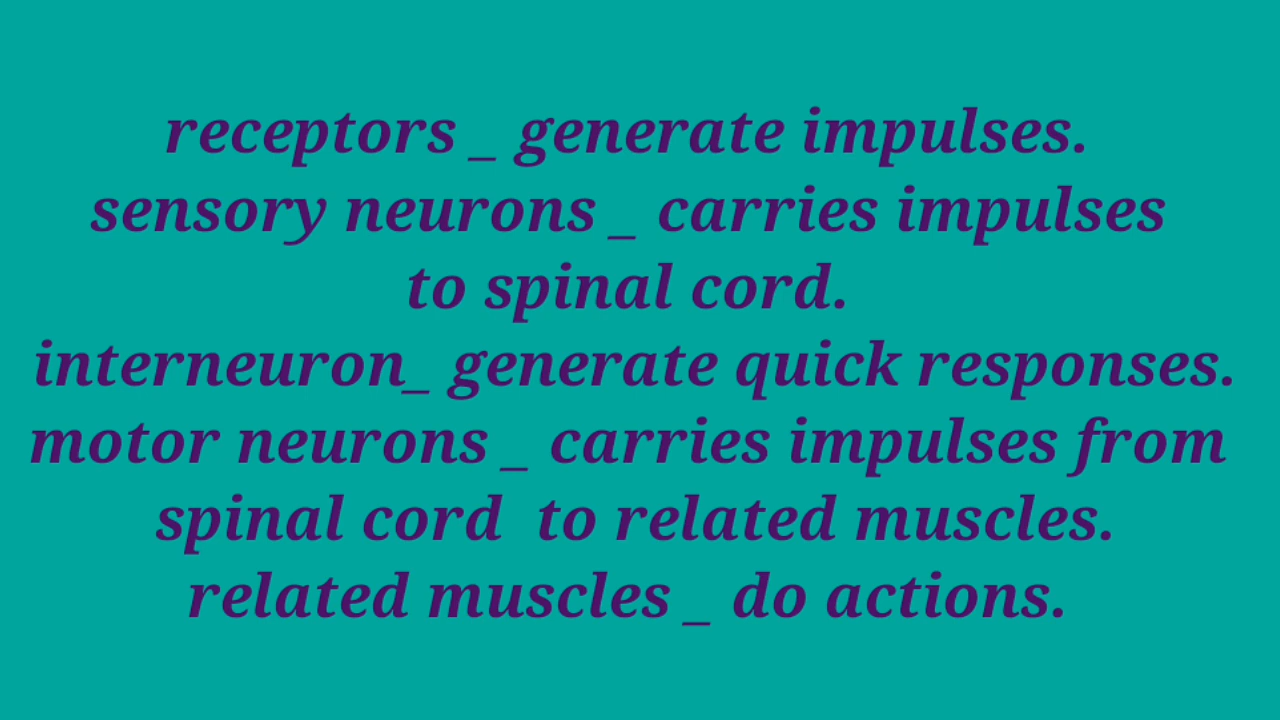 receptors _ generate impulses.
sensory neurons _ carries impulses
to spinal cord.
interneuron_ generate quick responses.
motor neurons _ carries impulses from
spinal cord  to related muscles.
related muscles _ do actions.